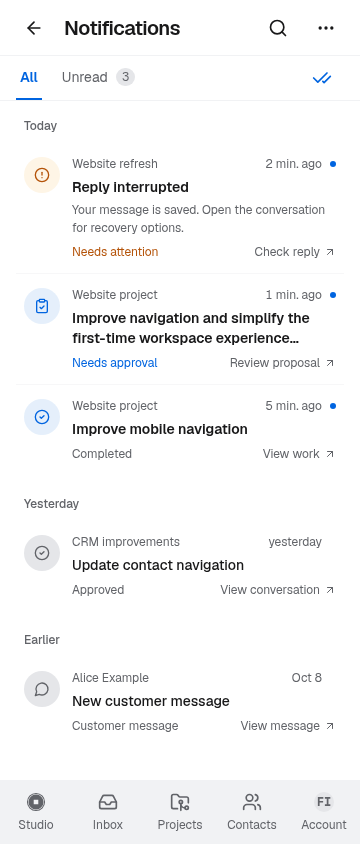 Notifications
All
Unread 3
Today
Website refresh 2 min. ago
Reply interrupted
Your message is saved. Open the conversation
for recovery options.
Needs attention Check reply
Website project 1 min. ago
Improve navigation and simplify the
first-time workspace experience...
Needs approval Review proposal
Website project 5 min. ago
Improve mobile navigation
Completed View work
Yesterday
CRM improvements yesterday
Update contact navigation
Approved View conversation
Earlier
Alice Example Oct 8
New customer message
Customer message View message
FI
Studio Inbox Projects Contacts Account